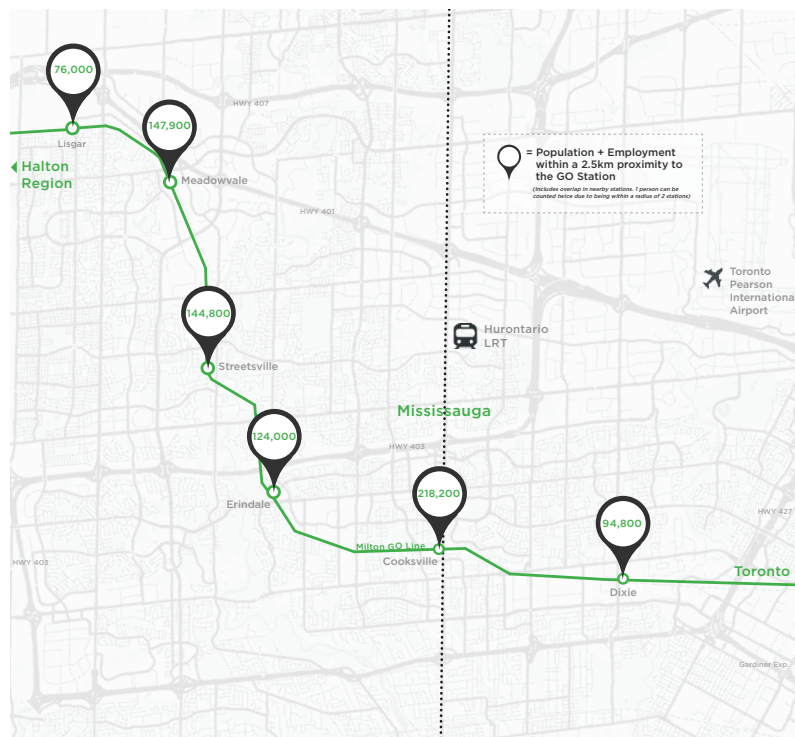 76,000
HWY 407
147,900
Lisgar
= Population + Employment
within a 2.5km proximity to
the GO Station
(Includes overlap in nearby stations. 1 person can be
counted twice due to being within a radius of 2 stations)
Halton
Region
Meadowvale
HWY 401
Toronto
Pearson
Internationa
Airport
144,800
Hurontario
LRT
Streetsville
Mississauga
124,000
HWY 403
218,200
Erindale
94,800
HWY 427
Milton GO Line
Cooksville
HWY 403
Toronto
Dixie
Gardiner Exp.